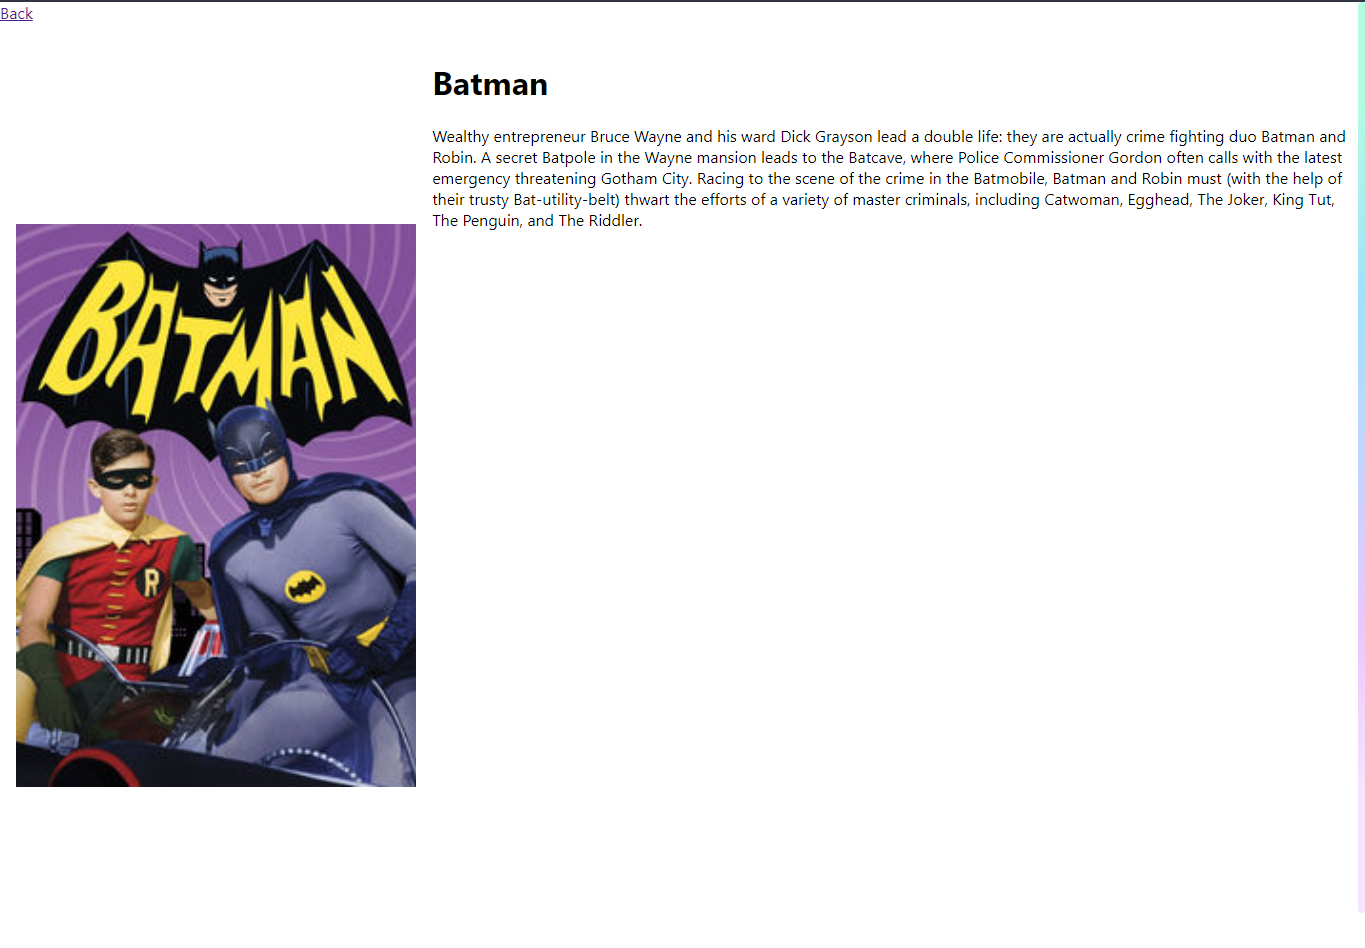 Back
Batman
Wealthy entrepreneur Bruce Wayne and his ward Dick Grayson lead a double life: they are actually crime fighting duo Batman and
Robin. A secret Batpole in the Wayne mansion leads to the Batcave, where Police Commissioner Gordon often calls with the latest
emergency threatening Gotham City. Racing to the scene of the crime in the Batmobile, Batman and Robin must (with the help of
their trusty Bat-utility-belt) thwart the efforts of a variety of master criminals, including Catwoman, Egghead, The Joker, King Tut,
The Penguin, and The Riddler.
BATMAN
R